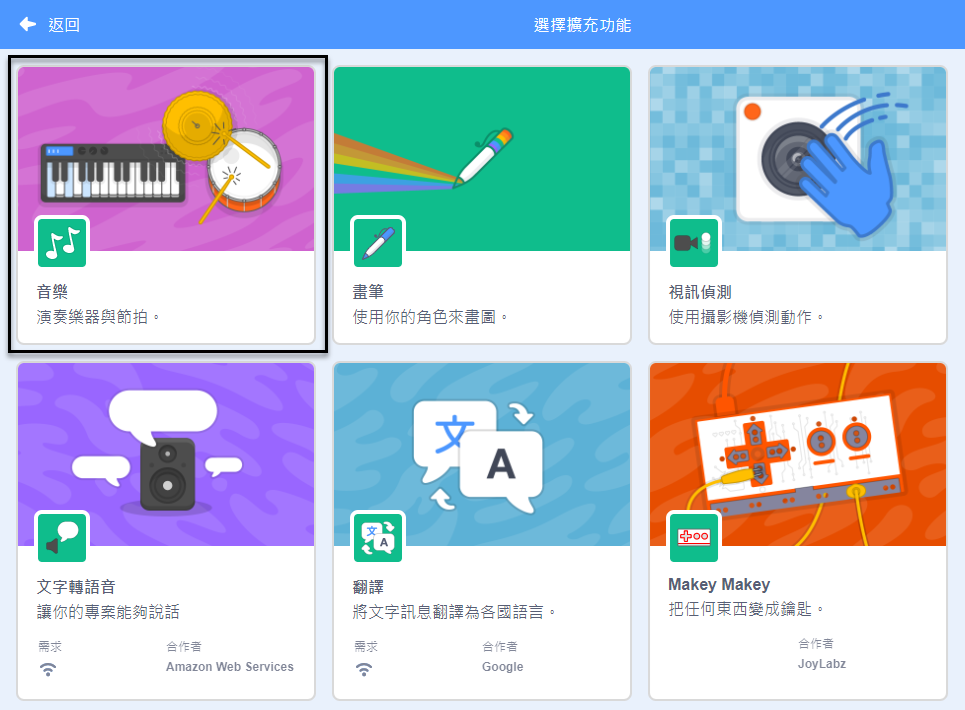 返回
選擇擴充功能
音樂
演奏樂器與節拍。
畫筆
使用你的角色來畫圖。
視訊偵測
使用攝影機偵測動作。
文
A
文
A
文字轉語音
讓你的專案能夠說話
需求
合作者
Amazon Web Services
翻譯
將文字訊息翻譯為各國語言。
需求
合作者
Google
Makey Makey
把任何東西變成鑰匙。
合作者
JoyLabz